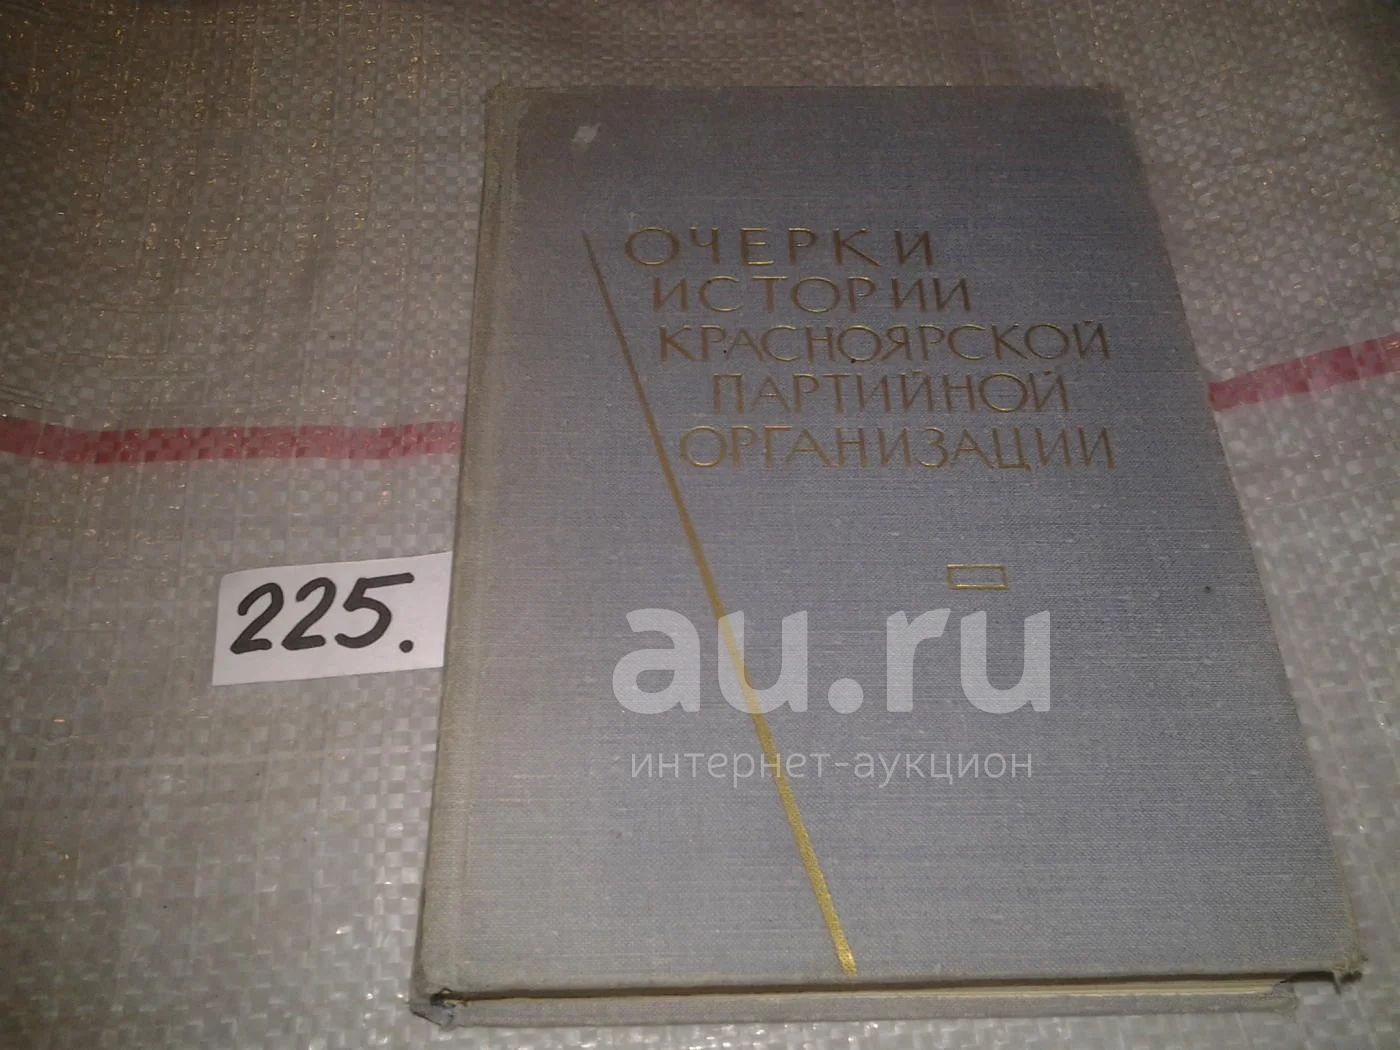 ОЧЕРКИ
ИСТОРИИ
КРАСНОЯРСКОЙ
ПАРТИЙНОЙ
ОРГАНИЗАЦИИ
225.
au.ru
интернет-аукцион